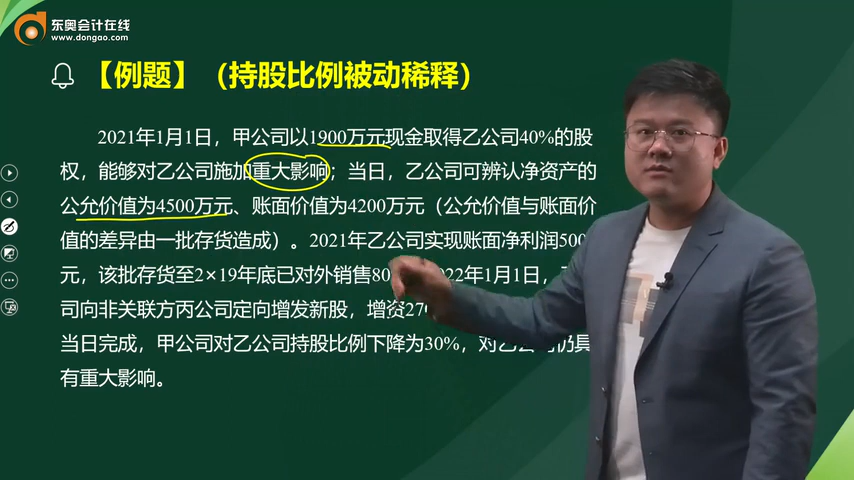 东奥会计在线
www.dongao.com
【例题】（持股比例被动稀释）
2021年1月1日，甲公司以1900万元现金取得乙公司40%的股
权，能够对乙公司施加重大影响；当日，乙公司可辨认净资产的
公允价值为4500万元、账面价值为4200万元（公允价值与账面价
值的差异由一批存货造成）。2021年乙公司实现账面净利润500
元，该批存货至2×19年底已对外销售80 022年1月1日，
司向非关联方丙公司定向增发新股，增资27
当日完成，甲公司对乙公司持股比例下降为30%，对乙公司仍具
有重大影响。